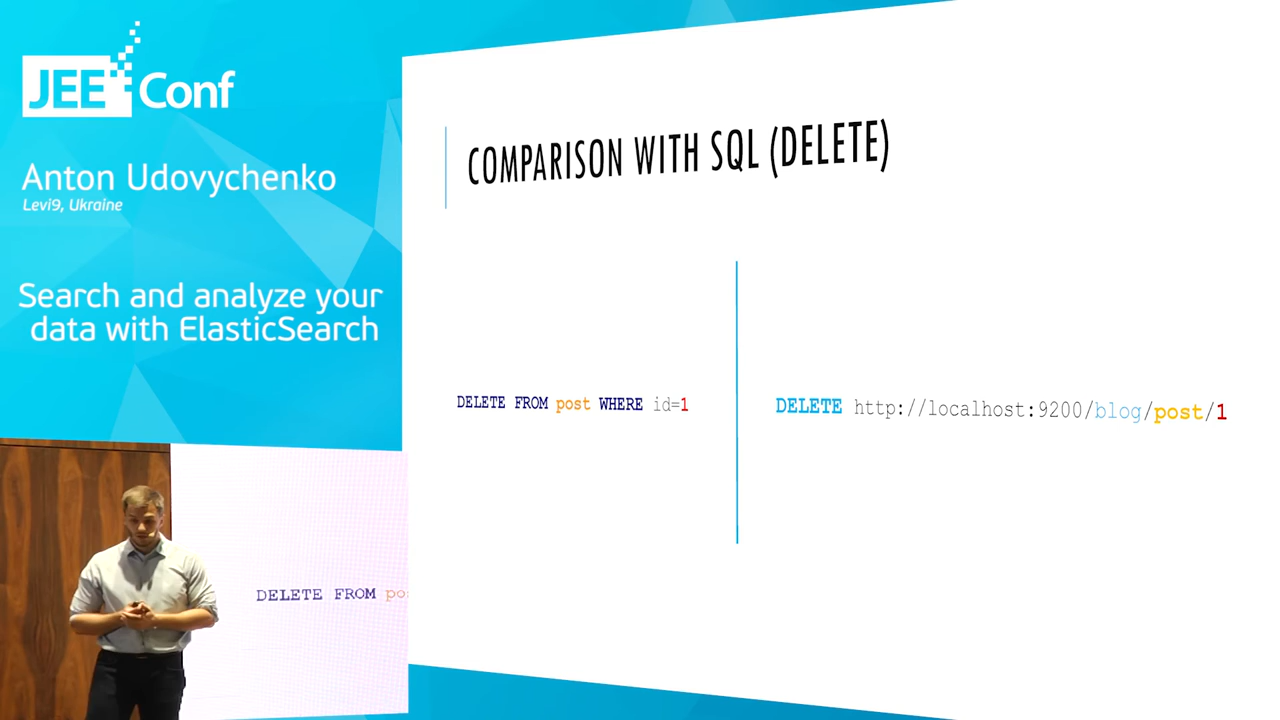 JEE Conf
Anton Udovychenko
Levi9, Ukraine
Search and analyze your
data with ElasticSearch
COMPARISON WITH SQL (DELETE)
DELETE FROM post WHERE id=1
DELETE http://localhost:9200/blog/post/1
DELETE FROM po